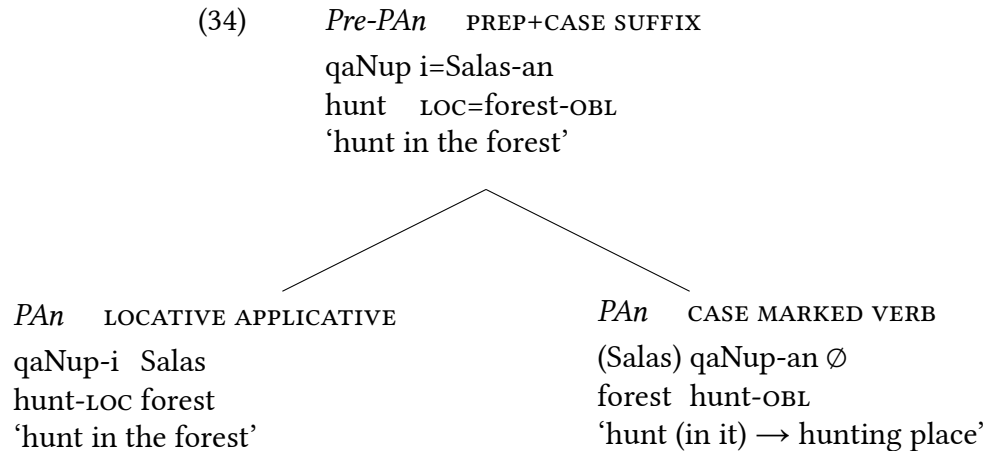 (34) Pre-PAn PREP+CASE SUFFIX
qaNup i=Salas-an
hunt LOC=forest-OBL
‘hunt in the forest’
PAn LOCATIVE APPLICATIVE
qaNup-i Salas
hunt-LOC forest
‘hunt in the forest’
PAn CASE MARKED VERB
(Salas) qaNup-an ∅
forest hunt-OBL
‘hunt (in it) → hunting place’